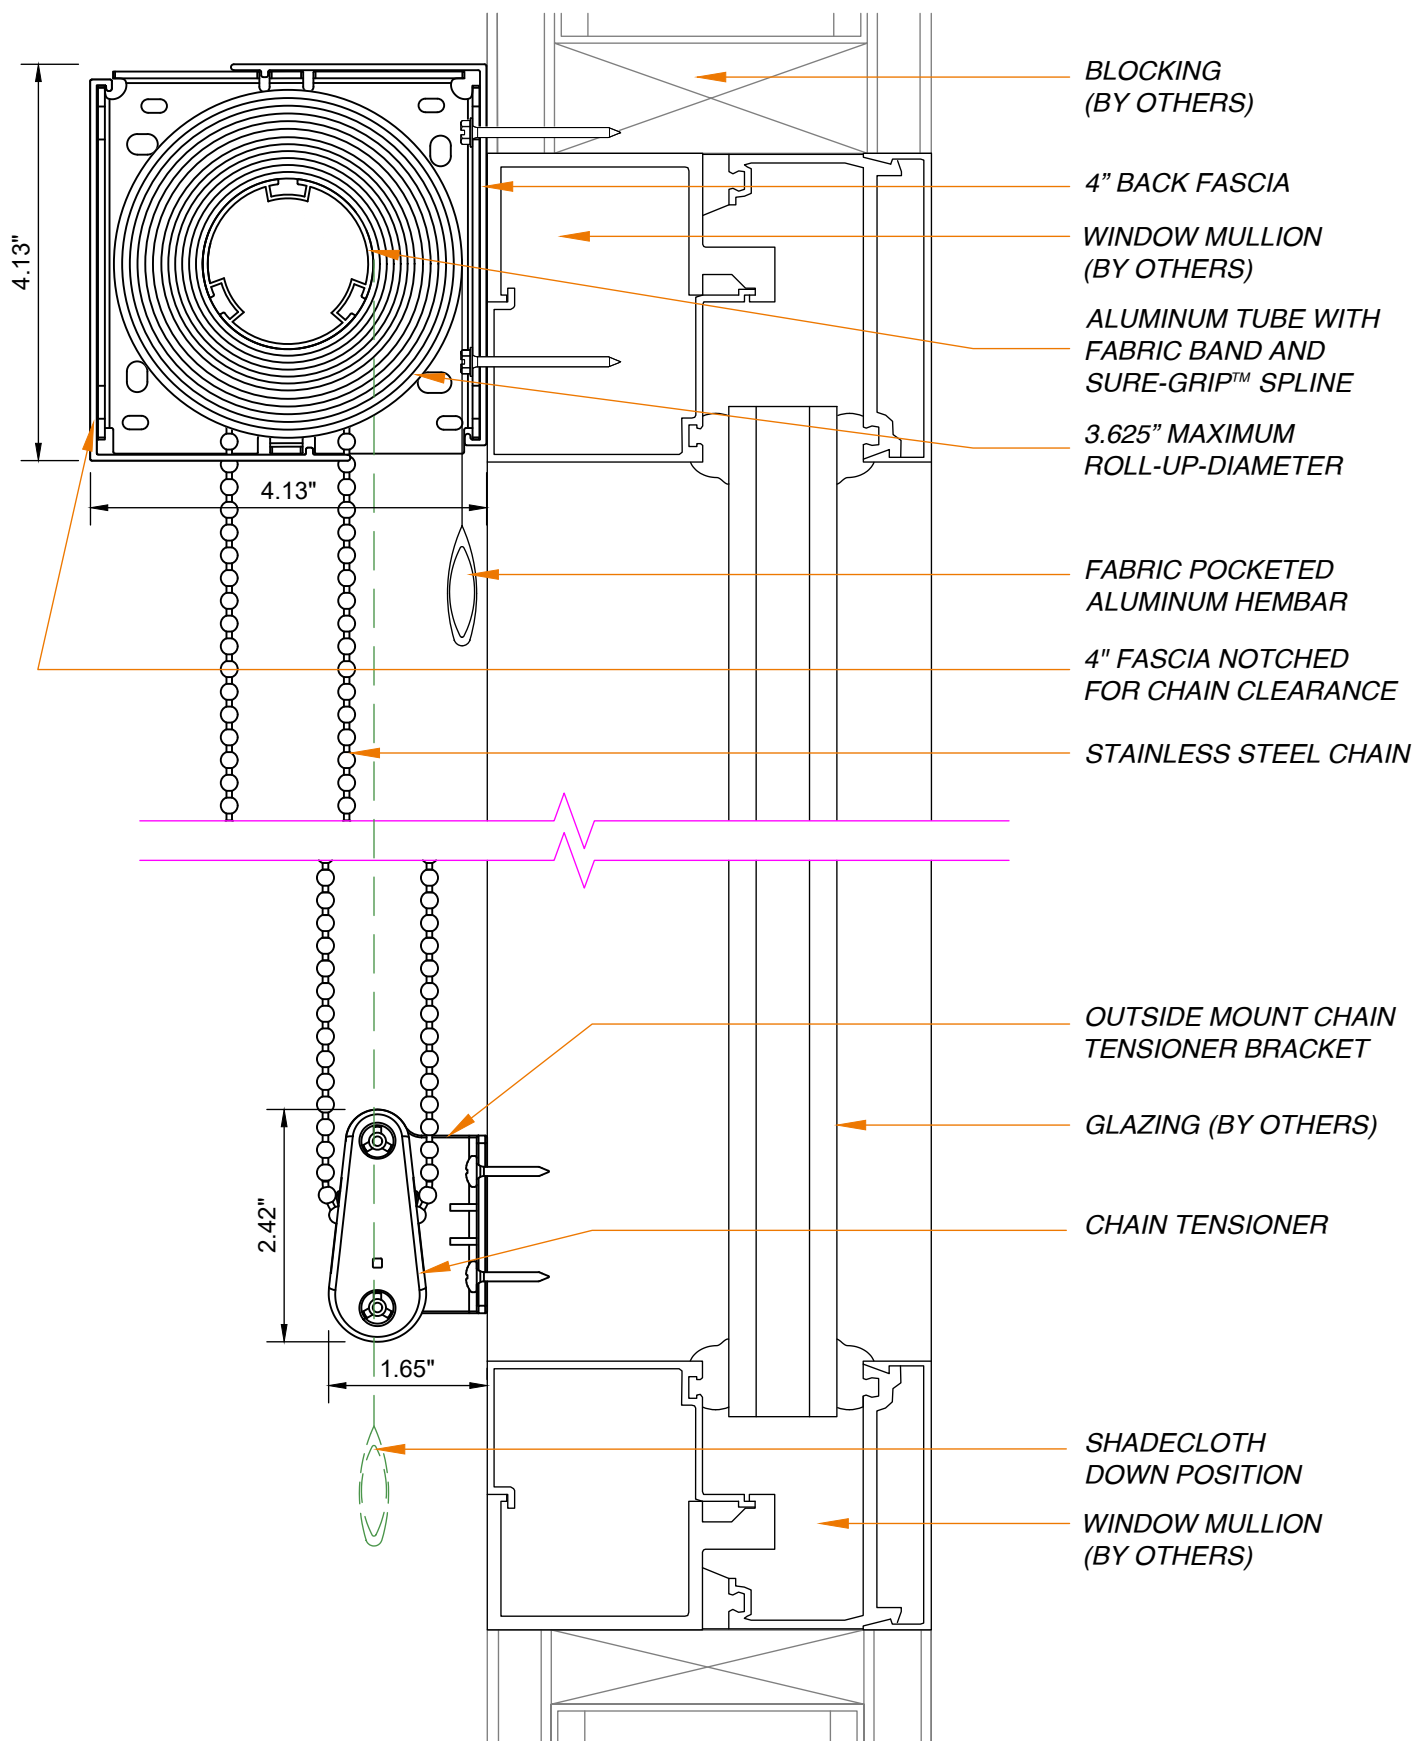 BLOCKING
(BY OTHERS)
4” BACK FASCIA
WINDOW MULLION
(BY OTHERS)
4.13"
ALUMINUM TUBE WITH
FABRIC BAND AND
SURE-GRIP™ SPLINE
3.625” MAXIMUM
ROLL-UP-DIAMETER
4.13"
FABRIC POCKETED
ALUMINUM HEMBAR
4" FASCIA NOTCHED
FOR CHAIN CLEARANCE
STAINLESS STEEL CHAIN
OUTSIDE MOUNT CHAIN
TENSIONER BRACKET
GLAZING (BY OTHERS)
2.42"
CHAIN TENSIONER
1.65"
SHADECLOTH
DOWN POSITION
WINDOW MULLION
(BY OTHERS)